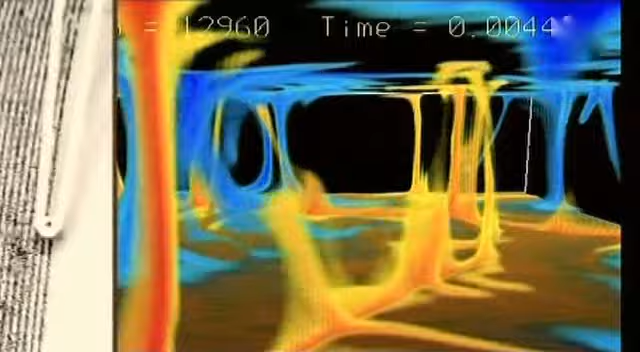 = 12960 Time = 0.0044